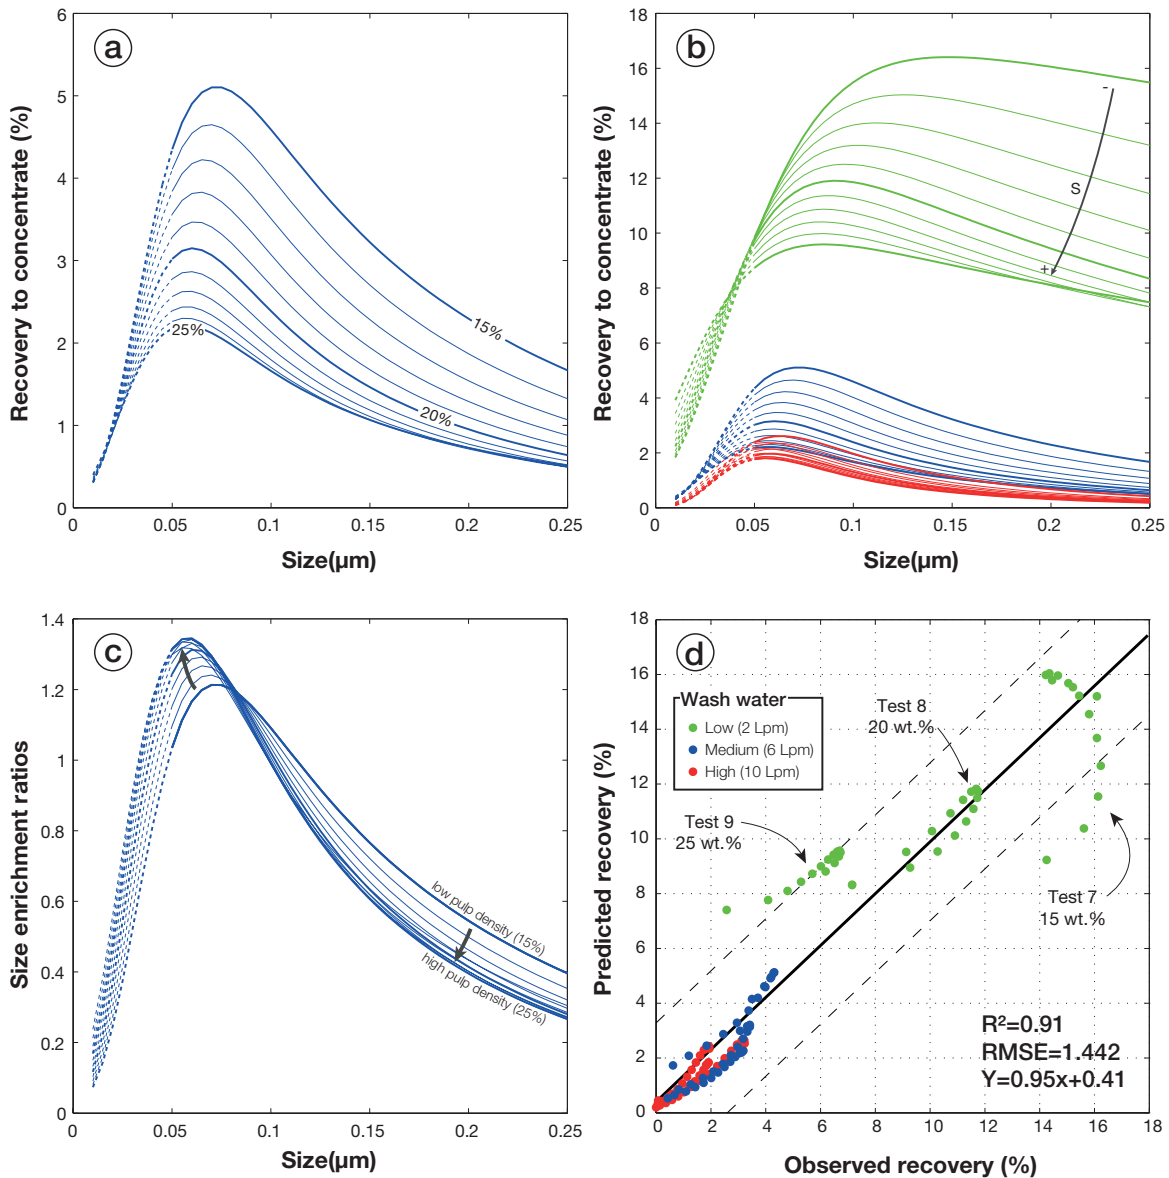 a
6
5
4
3
2
1
0
0
0.05
0.1
0.15
0.2
0.25
Recovery to concentrate (%)
Size(µm)
15%
20%
25%
b
18
16
14
12
10
8
6
4
2
0
0
0.05
0.1
0.15
0.2
0.25
Recovery to concentrate (%)
Size(µm)
-
S
+
c
1.4
1.2
1
0.8
0.6
0.4
0.2
0
0
0.05
0.1
0.15
0.2
0.25
Size enrichment ratios
Size(µm)
low pulp density (15%)
high pulp density (25%)
d
18
16
14
12
10
8
6
4
2
0
0
2
4
6
8
10
12
14
16
18
Predicted recovery (%)
Observed recovery (%)
Wash water
Low (2 Lpm)
Medium (6 Lpm)
High (10 Lpm)
Test 8
20 wt.%
Test 9
25 wt.%
Test 7
15 wt.%
R²=0.91
RMSE=1.442
Y=0.95x+0.41